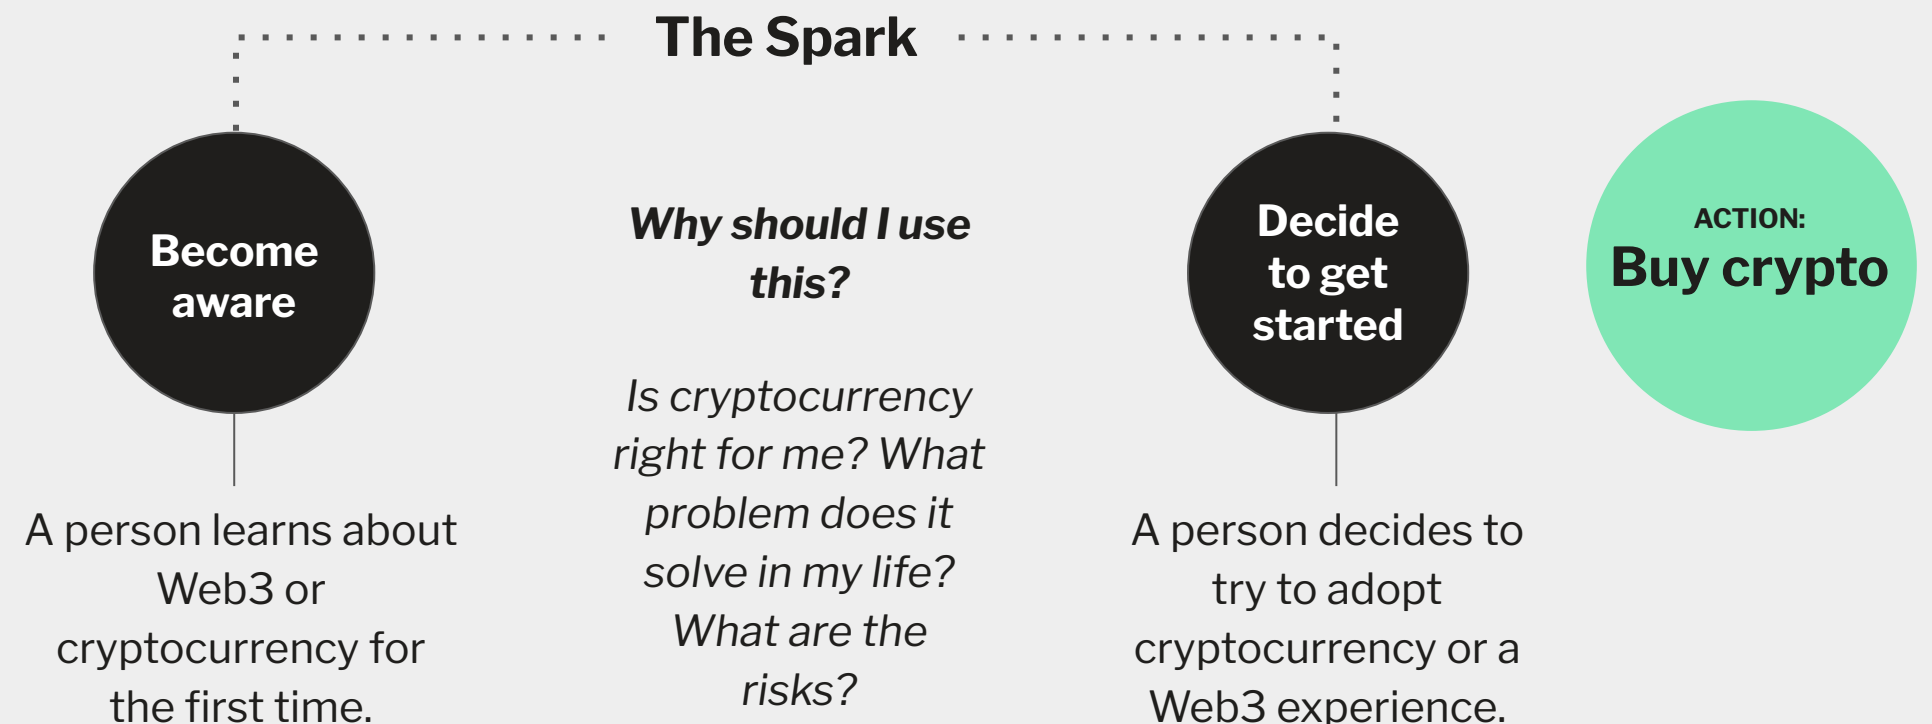 The Spark
Become
aware
A person learns about
Web3 or
cryptocurrency for
the first time.
Why should I use
this?
Is cryptocurrency
right for me? What
problem does it
solve in my life?
What are the
risks?
Decide
to get
started
A person decides to
try to adopt
cryptocurrency or a
Web3 experience.
ACTION:
Buy crypto